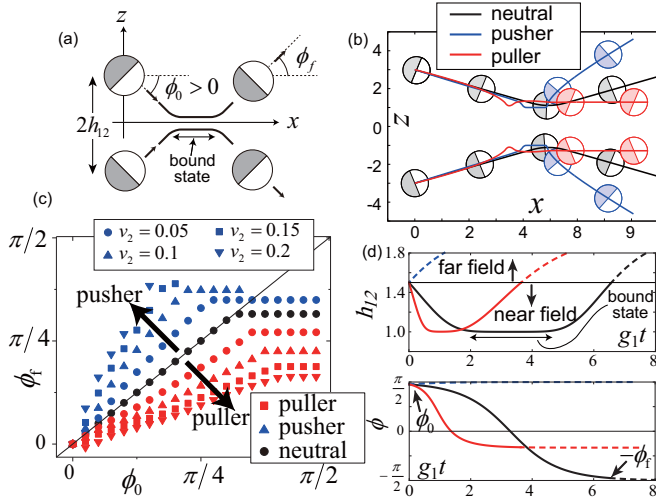 (a)
z
ϕ₀ > 0
ϕf
2h₁₂
x
bound
state
(b)
neutral
pusher
puller
z
4
2
1
0
-1
-2
-4
0 2 4 6 9
x
(c)
v₂ = 0.05 v₂ = 0.15
v₂ = 0.1 v₂ = 0.2
π/2
π/4
0
ϕf
pusher
puller
puller
pusher
neutral
0 ϕ₀ π/4 π/2
(d)
1.8
1.4
1.0
h₁₂
far field
near field
bound
state
0 2 4 6 8
g₁t
π/2
0
-π/2
ϕ
ϕ₀
-ϕf
g₁t
0 2 4 6 8